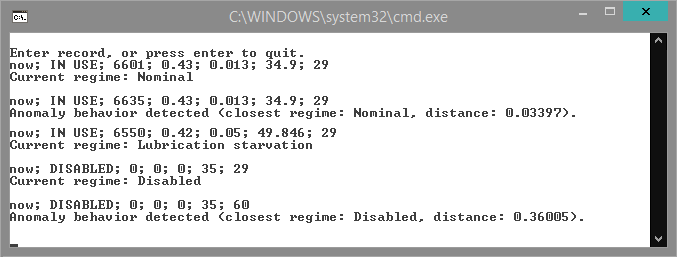 C:\WINDOWS\system32\cmd.exe
Enter record, or press enter to quit.
now; IN USE; 6601; 0.43; 0.013; 34.9; 29
Current regime: Nominal
now; IN USE; 6635; 0.43; 0.013; 34.9; 29
Anomaly behavior detected (closest regime: Nominal, distance: 0.03397).
now; IN USE; 6550; 0.42; 0.05; 49.846; 29
Current regime: Lubrication starvation
now; DISABLED; 0; 0; 0; 35; 29
Current regime: Disabled
now; DISABLED; 0; 0; 0; 35; 60
Anomaly behavior detected (closest regime: Disabled, distance: 0.36005).